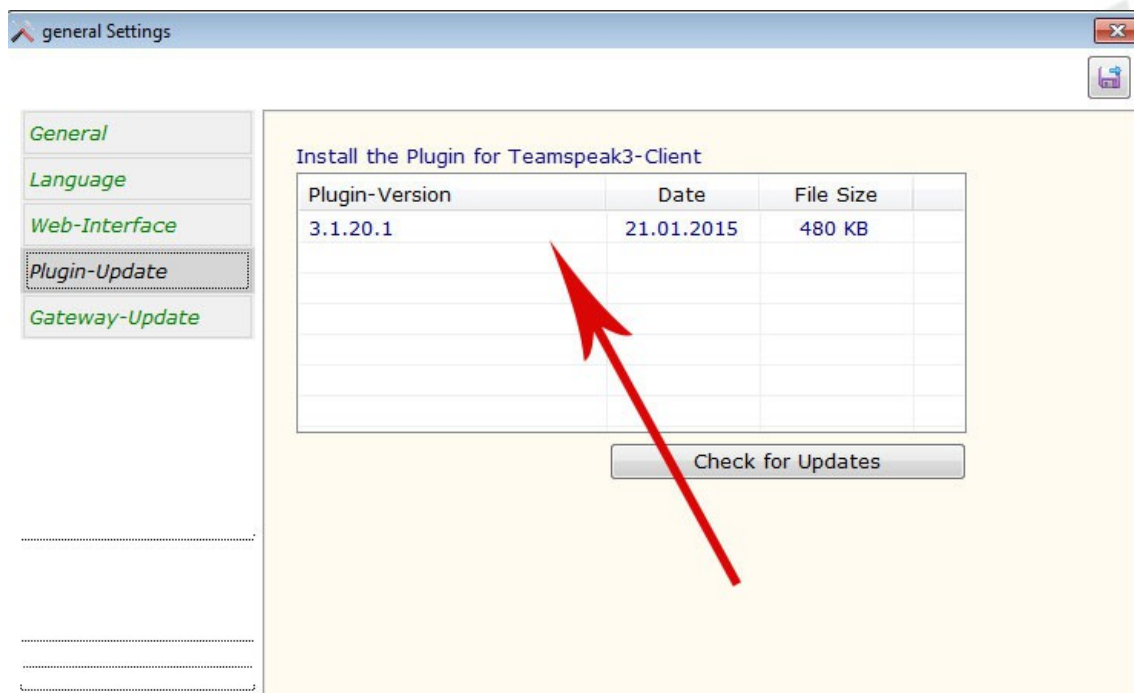 general Settings
General
Language
Web-Interface
Plugin-Update
Gateway-Update
Install the Plugin for Teamspeak3-Client
Plugin-Version Date File Size
3.1.20.1 21.01.2015 480 KB
Check for Updates